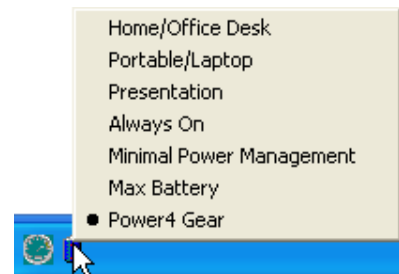 Home/Office Desk
Portable/Laptop
Presentation
Always On
Minimal Power Management
Max Battery
Power4 Gear